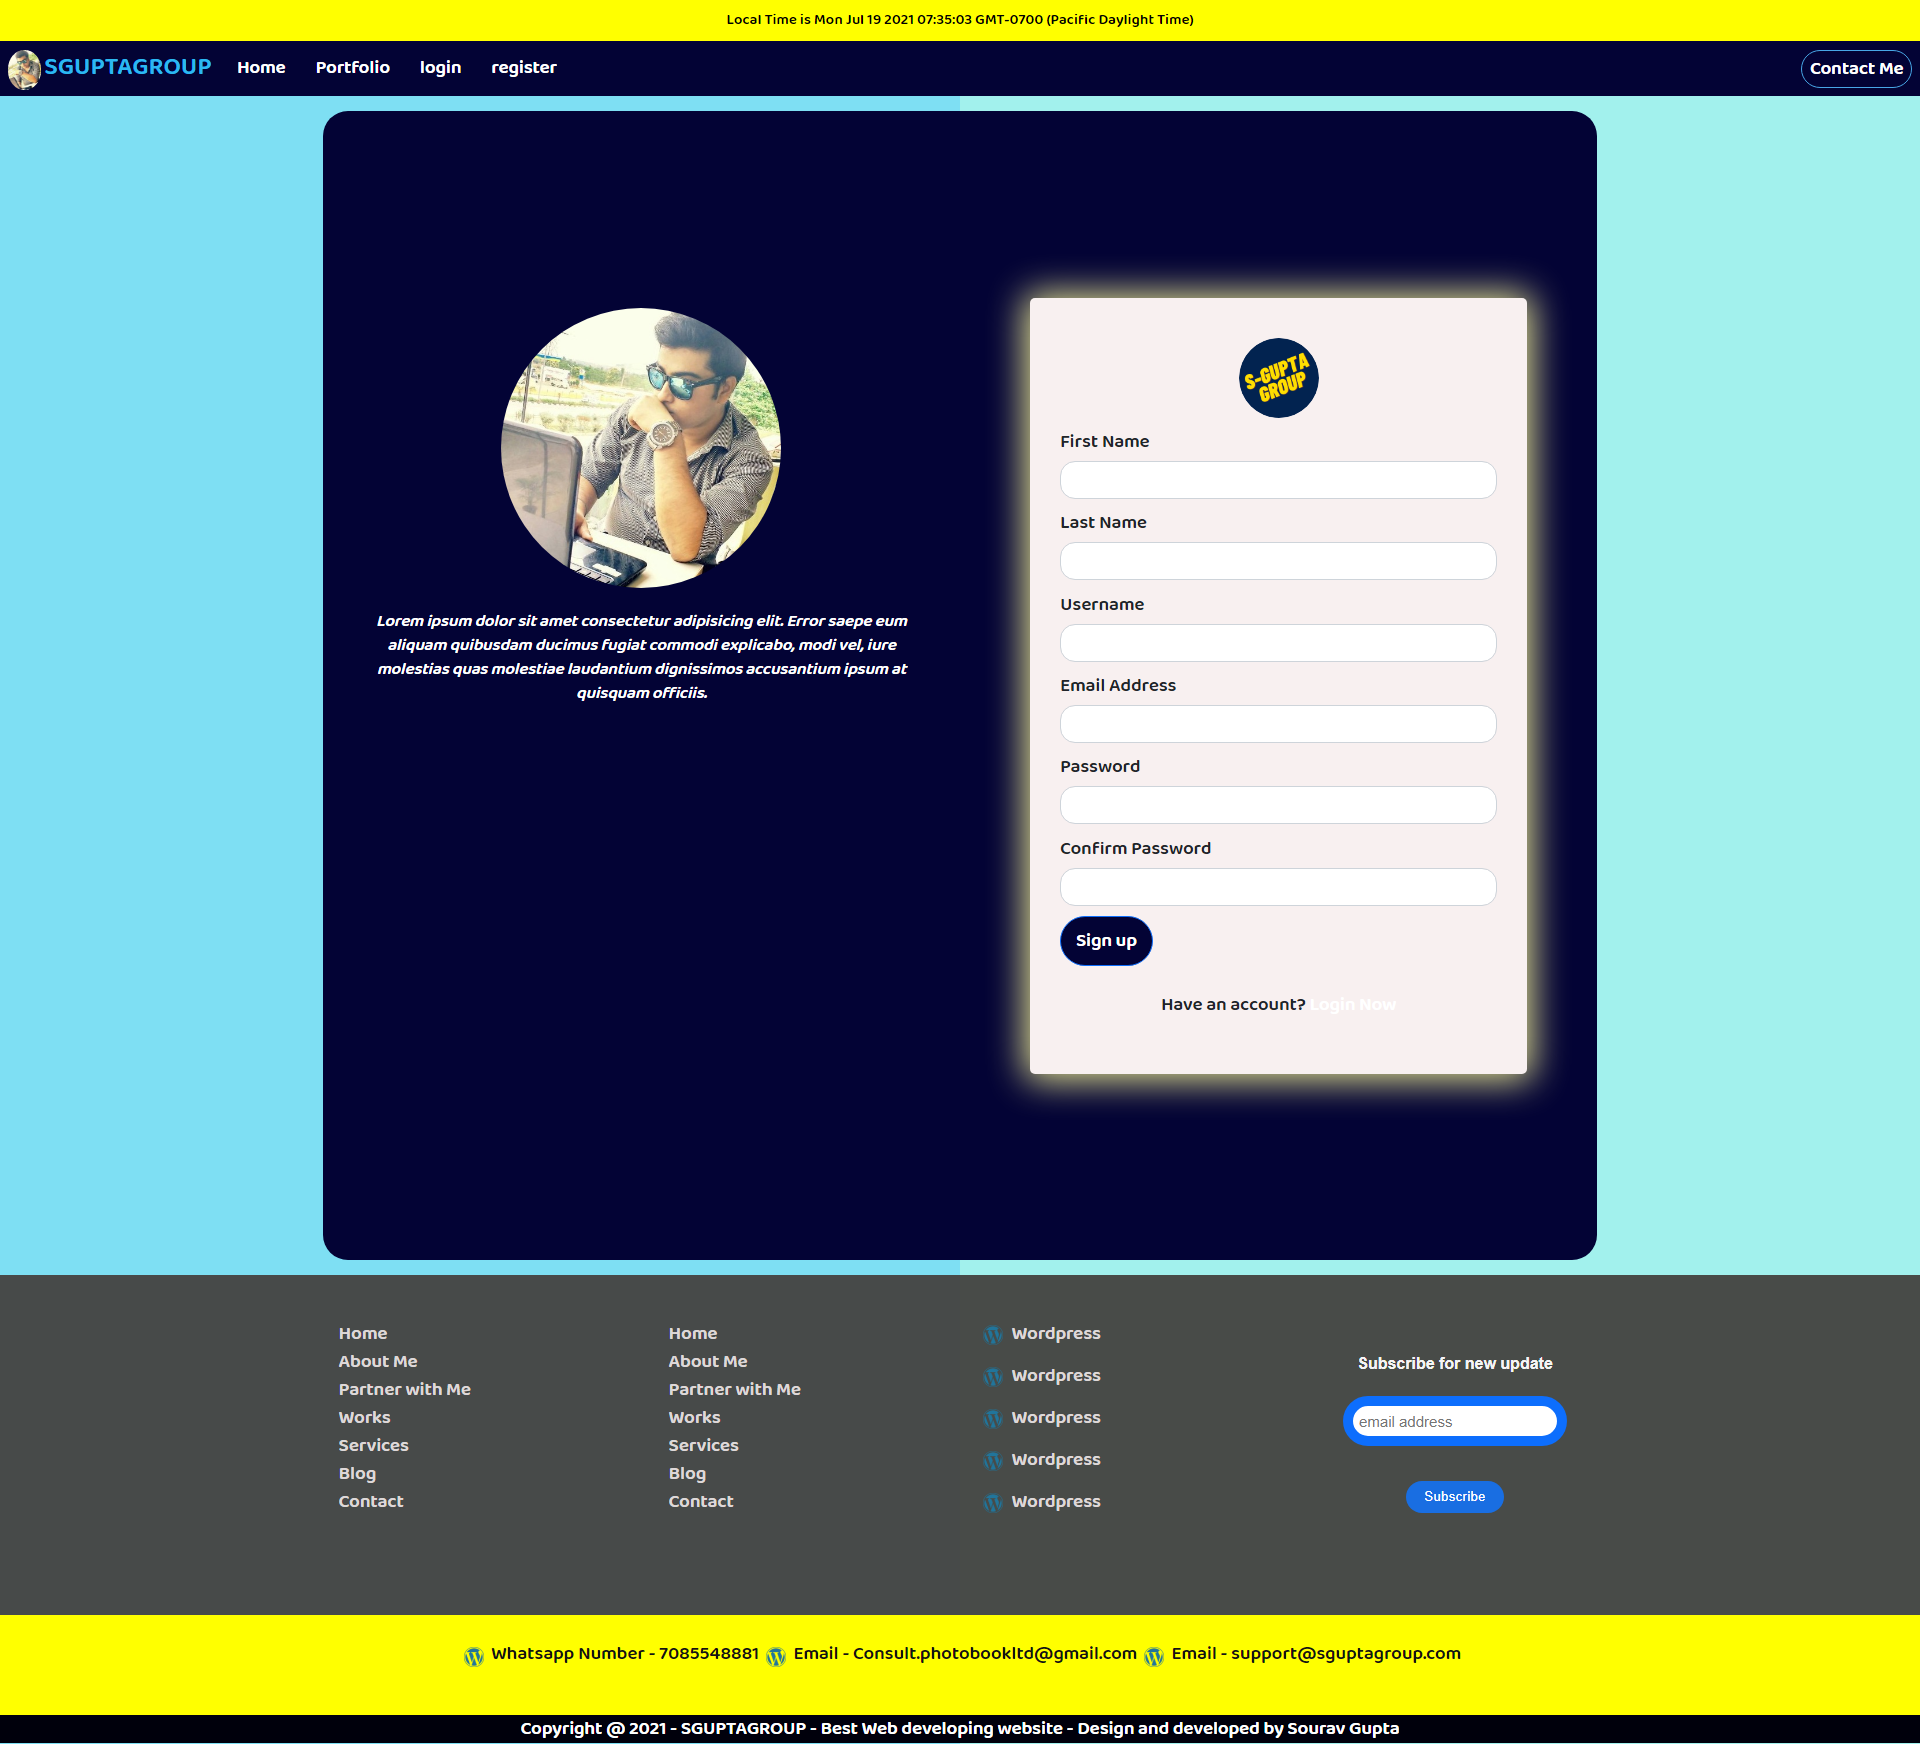 Local Time is Mon Jul 19 2021 07:35:03 GMT-0700 (Pacific Daylight Time)
SGUPTAGROUP Home Portfolio login register Contact Me
Lorem ipsum dolor sit amet consectetur adipisicing elit. Error saepe eum
aliquam quibusdam ducimus fugiat commodi explicabo, modi vel, iure
molestias quas molestiae laudantium dignissimos accusantium ipsum at
quisquam officiis.
S-GUPTA
GROUP
First Name
Last Name
Username
Email Address
Password
Confirm Password
Sign up
Have an account? Login Now
Home
About Me
Partner with Me
Works
Services
Blog
Contact
Home
About Me
Partner with Me
Works
Services
Blog
Contact
Wordpress
Wordpress
Wordpress
Wordpress
Wordpress
Subscribe for new update
email address
Subscribe
Whatsapp Number - 7085548881 Email - Consult.photobookltd@gmail.com Email - support@sguptagroup.com
Copyright @ 2021 - SGUPTAGROUP - Best Web developing website - Design and developed by Sourav Gupta